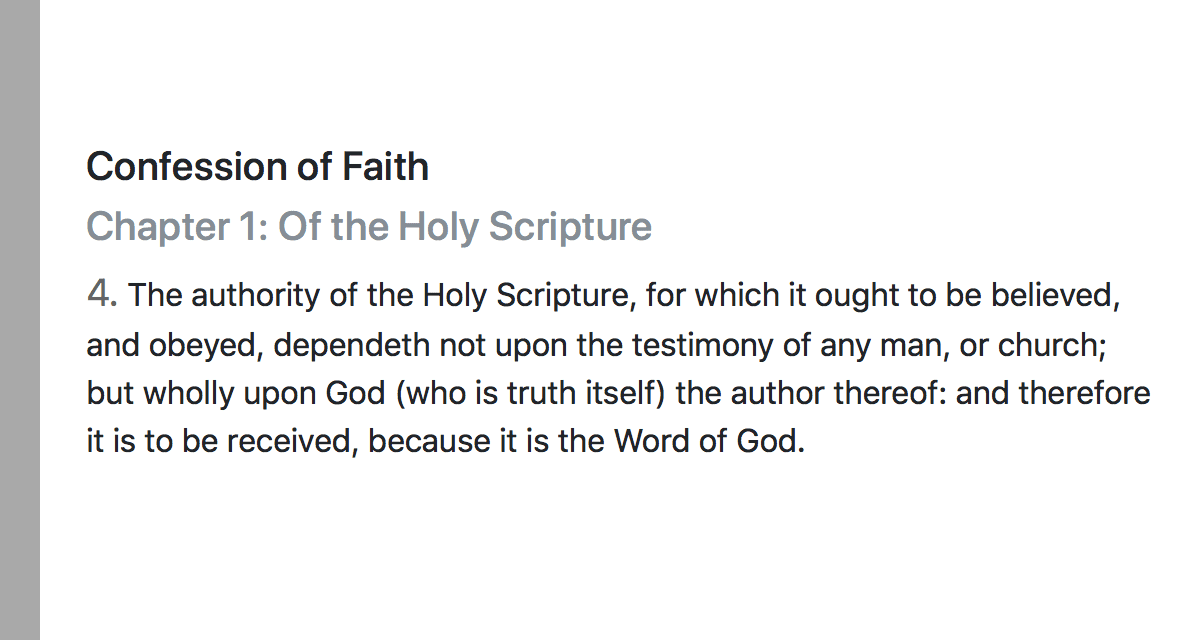 Confession of Faith
Chapter 1: Of the Holy Scripture
4. The authority of the Holy Scripture, for which it ought to be believed,
and obeyed, dependeth not upon the testimony of any man, or church;
but wholly upon God (who is truth itself) the author thereof: and therefore
it is to be received, because it is the Word of God.